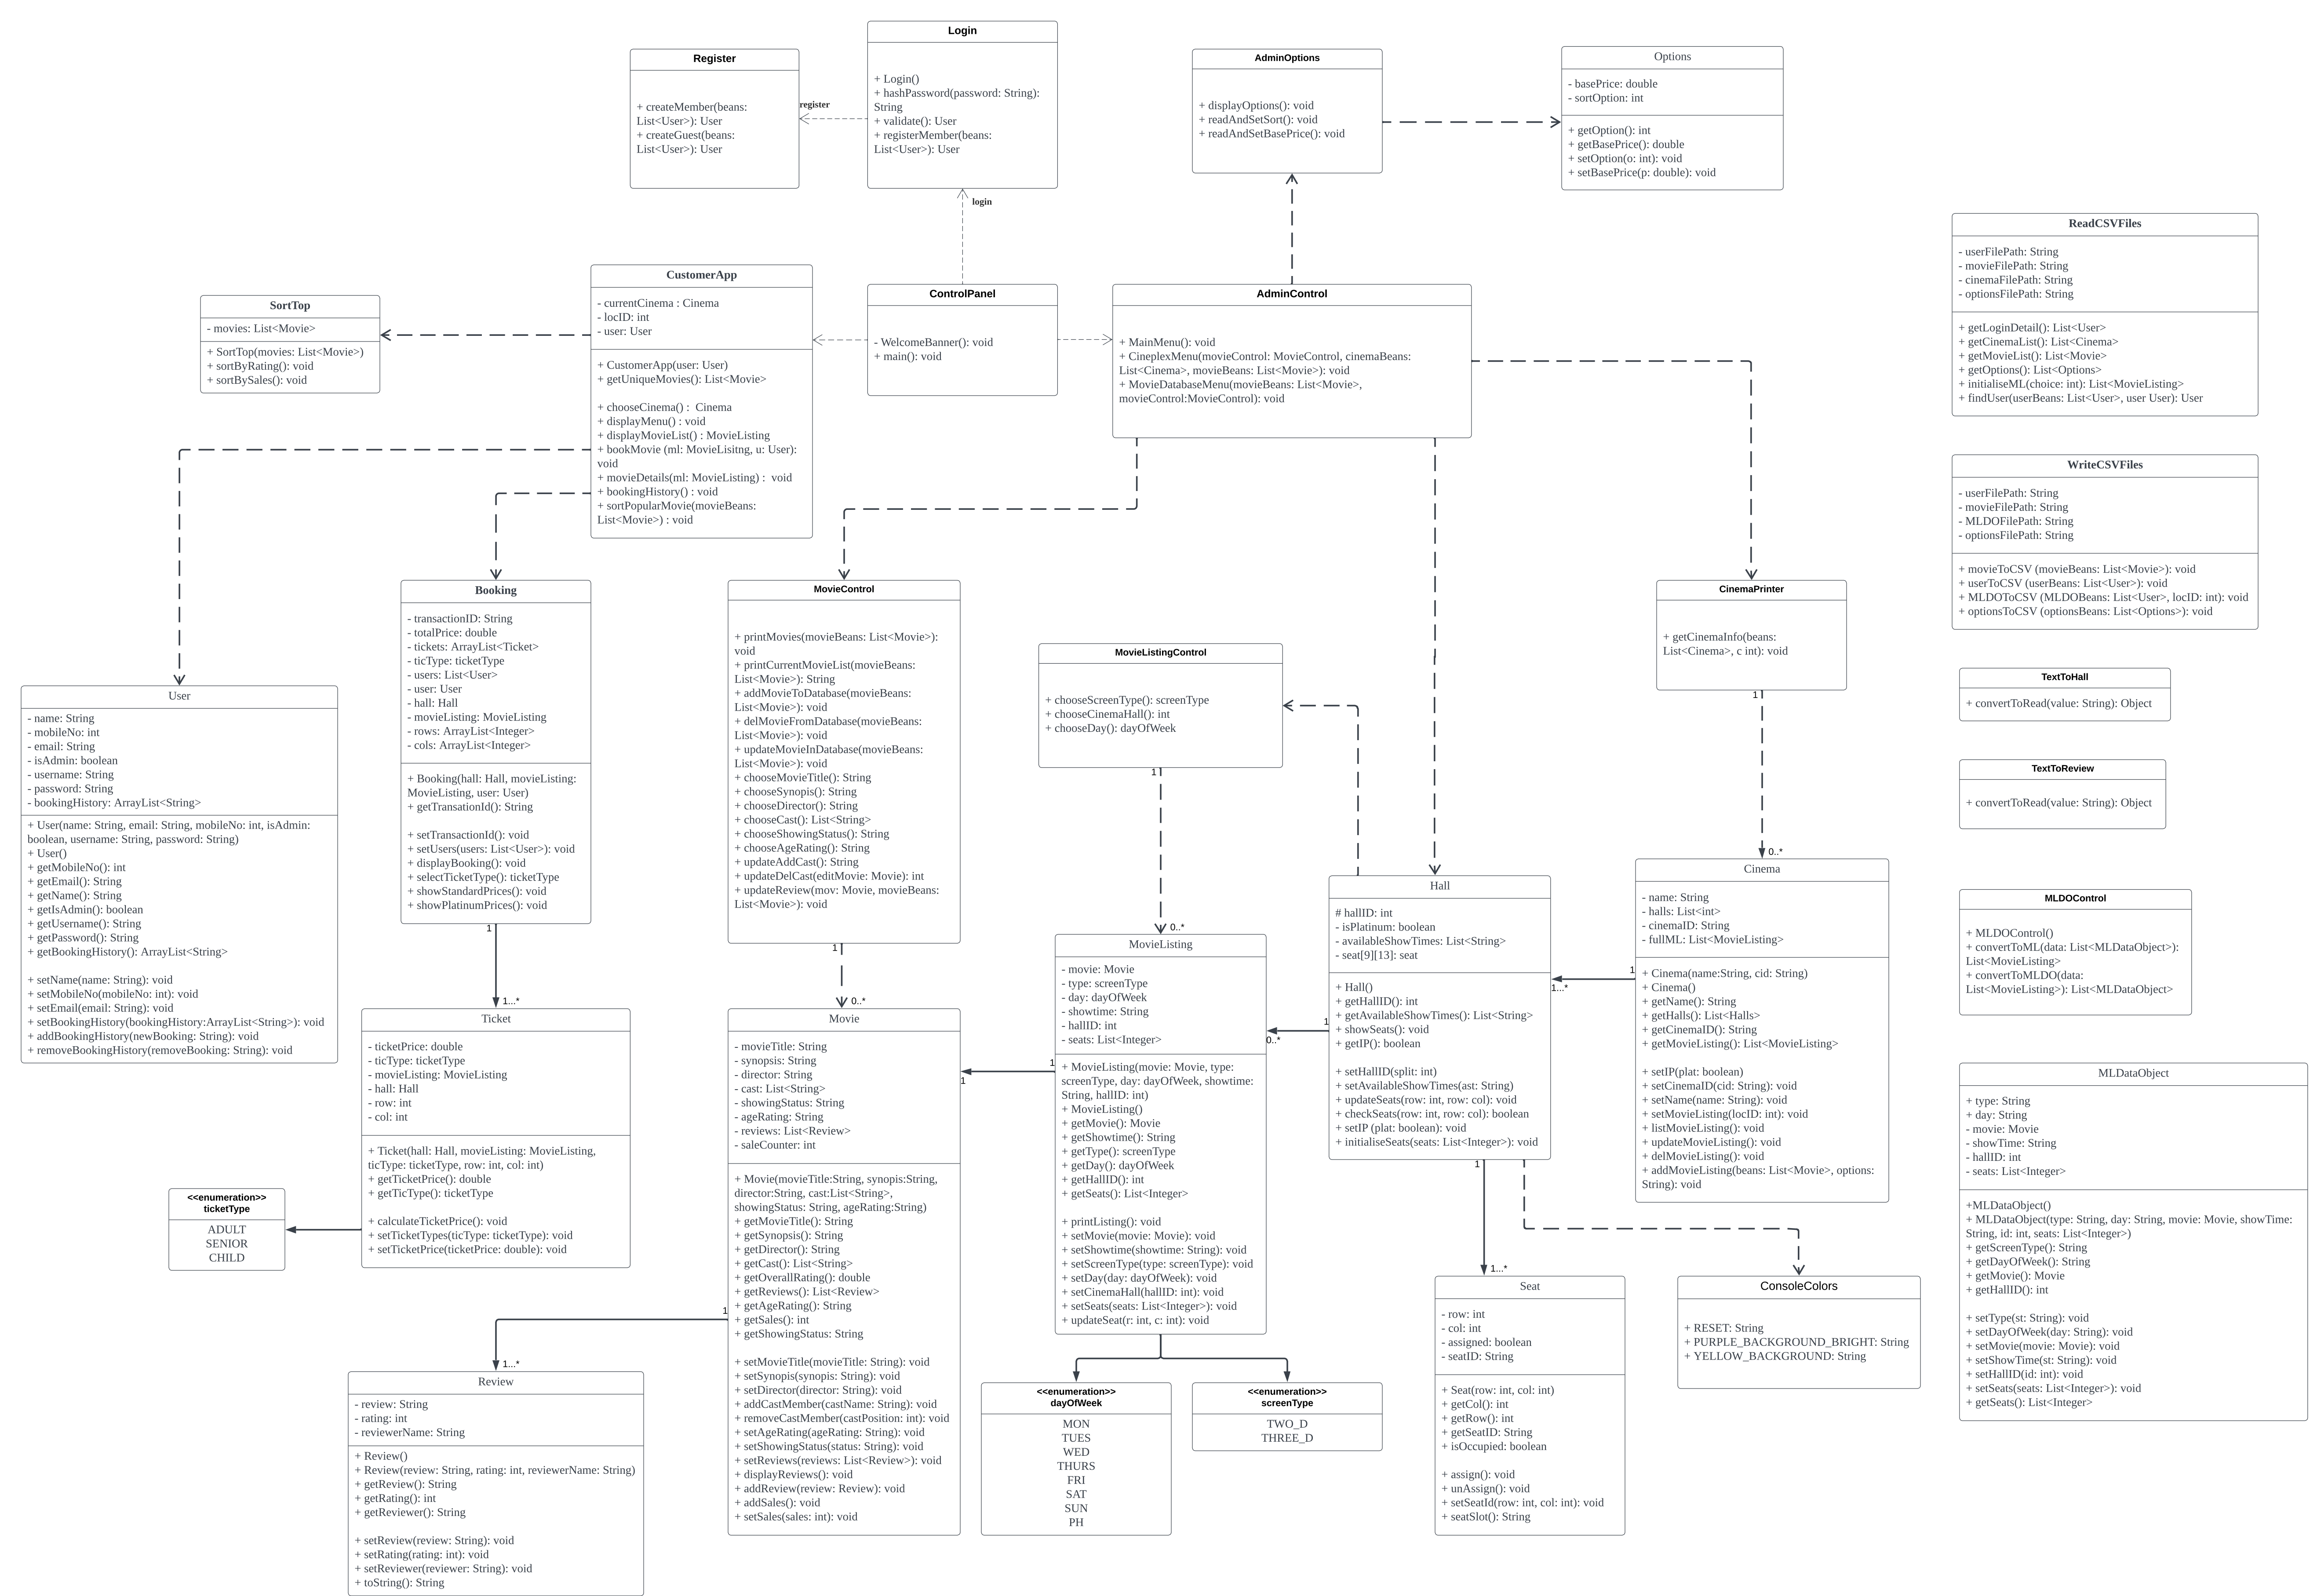 Login
+ Login()
+ hashPassword(password: String):
String
+ validate(): User
+ registerMember(beans:
List<User>): User
Register
+ createMember(beans:
List<User>): User
+ createGuest(beans:
List<User>): User
register
login
AdminOptions
+ displayOptions(): void
+ readAndSetSort(): void
+ readAndSetBasePrice(): void
Options
- basePrice: double
- sortOption: int
+ getOption(): int
+ getBasePrice(): double
+ setOption(o: int): void
+ setBasePrice(p: double): void
ReadCSVFiles
- userFilePath: String
- movieFilePath: String
- cinemaFilePath: String
- optionsFilePath: String
+ getLoginDetail(): List<User>
+ getCinemaList(): List<Cinema>
+ getMovieList(): List<Movie>
+ getOptions(): List<Options>
+ initialiseML(choice: int): List<MovieListing>
+ findUser(userBeans: List<User>, user User): User
SortTop
- movies: List<Movie>
+ SortTop(movies: List<Movie>)
+ sortByRating(): void
+ sortBySales(): void
CustomerApp
- currentCinema : Cinema
- locID: int
- user: User
+ CustomerApp(user: User)
+ getUniqueMovies(): List<Movie>
+ chooseCinema() :  Cinema
+ displayMenu() : void
+ displayMovieList() : MovieListing
+ bookMovie (ml: MovieLisitng, u: User):
void
+ movieDetails(ml: MovieListing) :  void
+ bookingHistory() : void
+ sortPopularMovie(movieBeans:
List<Movie>) : void
ControlPanel
- WelcomeBanner(): void
+ main(): void
AdminControl
+ MainMenu(): void
+ CineplexMenu(movieControl: MovieControl, cinemaBeans:
List<Cinema>, movieBeans: List<Movie>): void
+ MovieDatabaseMenu(movieBeans: List<Movie>,
movieControl:MovieControl): void
WriteCSVFiles
- userFilePath: String
- movieFilePath: String
- MLDOFilePath: String
- optionsFilePath: String
+ movieToCSV (movieBeans: List<Movie>): void
+ userToCSV (userBeans: List<User>): void
+ MLDOToCSV (MLDOBeans: List<User>, locID: int): void
+ optionsToCSV (optionsBeans: List<Options>): void
User
- name: String
- mobileNo: int
- email: String
- isAdmin: boolean
- username: String
- password: String
- bookingHistory: ArrayList<String>
+ User(name: String, email: String, mobileNo: int, isAdmin:
boolean, username: String, password: String)
+ User()
+ getMobileNo(): int
+ getEmail(): String
+ getName(): String
+ getIsAdmin(): boolean
+ getUsername(): String
+ getPassword(): String
+ getBookingHistory(): ArrayList<String>
+ setName(name: String): void
+ setMobileNo(mobileNo: int): void
+ setEmail(email: String): void
+ setBookingHistory(bookingHistory:ArrayList<String>): void
+ addBookingHistory(newBooking: String): void
+ removeBookingHistory(removeBooking: String): void
Booking
- transactionID: String
- totalPrice: double
- tickets: ArrayList<Ticket>
- ticType: ticketType
- users: List<User>
- user: User
- hall: Hall
- movieListing: MovieListing
- rows: ArrayList<Integer>
- cols: ArrayList<Integer>
+ Booking(hall: Hall, movieListing:
MovieListing, user: User)
+ getTransationId(): String
+ setTransactionId(): void
+ setUsers(users: List<User>): void
+ displayBooking(): void
+ selectTicketType(): ticketType
+ showStandardPrices(): void
+ showPlatinumPrices(): void
1
1...*
MovieControl
+ printMovies(movieBeans: List<Movie>):
void
+ printCurrentMovieList(movieBeans:
List<Movie>): String
+ addMovieToDatabase(movieBeans:
List<Movie>): void
+ delMovieFromDatabase(movieBeans:
List<Movie>): void
+ updateMovieInDatabase(movieBeans:
List<Movie>): void
+ chooseMovieTitle(): String
+ chooseSynopis(): String
+ chooseDirector(): String
+ chooseCast(): List<String>
+ chooseShowingStatus(): String
+ chooseAgeRating(): String
+ updateAddCast(): String
+ updateDelCast(editMovie: Movie): int
+ updateReview(mov: Movie, movieBeans:
List<Movie>): void
1
0..*
MovieListingControl
+ chooseScreenType(): screenType
+ chooseCinemaHall(): int
+ chooseDay(): dayOfWeek
1
0..*
CinemaPrinter
+ getCinemaInfo(beans:
List<Cinema>, c int): void
1
0..*
TextToHall
+ convertToRead(value: String): Object
TextToReview
+ convertToRead(value: String): Object
MLDOControl
+ MLDOControl()
+ convertToML(data: List<MLDataObject>):
List<MovieListing>
+ convertToMLDO(data:
List<MovieListing>): List<MLDataObject>
Ticket
- ticketPrice: double
- ticType: ticketType
- movieListing: MovieListing
- hall: Hall
- row: int
- col: int
+ Ticket(hall: Hall, movieListing: MovieListing,
ticType: ticketType, row: int, col: int)
+ getTicketPrice(): double
+ getTicType(): ticketType
+ calculateTicketPrice(): void
+ setTicketTypes(ticType: ticketType): void
+ setTicketPrice(ticketPrice: double): void
<<enumeration>>
ticketType
ADULT
SENIOR
CHILD
Movie
- movieTitle: String
- synopsis: String
- director: String
- cast: List<String>
- showingStatus: String
- ageRating: String
- reviews: List<Review>
- saleCounter: int
+ Movie(movieTitle:String, synopis:String,
director:String, cast:List<String>,
showingStatus: String, ageRating:String)
+ getMovieTitle(): String
+ getSynopsis(): String
+ getDirector(): String
+ getCast(): List<String>
+ getOverallRating(): double
+ getReviews(): List<Review>
+ getAgeRating(): String
+ getSales(): int
+ getShowingStatus: String
+ setMovieTitle(movieTitle: String): void
+ setSynopis(synopis: String): void
+ setDirector(director: String): void
+ addCastMember(castName: String): void
+ removeCastMember(castPosition: int): void
+ setAgeRating(ageRating: String): void
+ setShowingStatus(status: String): void
+ setReviews(reviews: List<Review>): void
+ displayReviews(): void
+ addReview(review: Review): void
+ addSales(): void
+ setSales(sales: int): void
1
1...*
MovieListing
- movie: Movie
- type: screenType
- day: dayOfWeek
- showtime: String
- hallID: int
- seats: List<Integer>
+ MovieListing(movie: Movie, type:
screenType, day: dayOfWeek, showtime:
String, hallID: int)
+ MovieListing()
+ getMovie(): Movie
+ getShowtime(): String
+ getType(): screenType
+ getDay(): dayOfWeek
+ getHallID(): int
+ getSeats(): List<Integer>
+ printListing(): void
+ setMovie(movie: Movie): void
+ setShowtime(showtime: String): void
+ setScreenType(type: screenType): void
+ setDay(day: dayOfWeek): void
+ setCinemaHall(hallID: int): void
+ setSeats(seats: List<Integer>): void
+ updateSeat(r: int, c: int): void
1
1
Hall
# hallID: int
- isPlatinum: boolean
- availableShowTimes: List<String>
- seat[9][13]: seat
+ Hall()
+ getHallID(): int
+ getAvailableShowTimes(): List<String>
+ showSeats(): void
+ getIP(): boolean
+ setHallID(split: int)
+ setAvailableShowTimes(ast: String)
+ updateSeats(row: int, row: col): void
+ checkSeats(row: int, row: col): boolean
+ setIP (plat: boolean): void
+ initialiseSeats(seats: List<Integer>): void
1
0..*
1
1...*
Cinema
- name: String
- halls: List<int>
- cinemaID: String
- fullML: List<MovieListing>
+ Cinema(name:String, cid: String)
+ Cinema()
+ getName(): String
+ getHalls(): List<Halls>
+ getCinemaID(): String
+ getMovieListing(): List<MovieListing>
+ setIP(plat: boolean)
+ setCinemaID(cid: String): void
+ setName(name: String): void
+ setMovieListing(locID: int): void
+ listMovieListing(): void
+ updateMovieListing(): void
+ delMovieListing(): void
+ addMovieListing(beans: List<Movie>, options:
String): void
1
1...*
MLDataObject
+ type: String
+ day: String
- movie: Movie
- showTime: String
- hallID: int
- seats: List<Integer>
+MLDataObject()
+ MLDataObject(type: String, day: String, movie: Movie, showTime:
String, id: int, seats: List<Integer>)
+ getScreenType(): String
+ getDayOfWeek(): String
+ getMovie(): Movie
+ getHallID(): int
+ setType(st: String): void
+ setDayOfWeek(day: String): void
+ setMovie(movie: Movie): void
+ setShowTime(st: String): void
+ setHallID(id: int): void
+ setSeats(seats: List<Integer>): void
+ getSeats(): List<Integer>
Review
- review: String
- rating: int
- reviewerName: String
+ Review()
+ Review(review: String, rating: int, reviewerName: String)
+ getReview(): String
+ getRating(): int
+ getReviewer(): String
+ setReview(review: String): void
+ setRating(rating: int): void
+ setReviewer(reviewer: String): void
+ toString(): String
<<enumeration>>
dayOfWeek
MON
TUES
WED
THURS
FRI
SAT
SUN
PH
<<enumeration>>
screenType
TWO_D
THREE_D
Seat
- row: int
- col: int
- assigned: boolean
- seatID: String
+ Seat(row: int, col: int)
+ getCol(): int
+ getRow(): int
+ getSeatID: String
+ isOccupied: boolean
+ assign(): void
+ unAssign(): void
+ setSeatId(row: int, col: int): void
+ seatSlot(): String
ConsoleColors
+ RESET: String
+ PURPLE_BACKGROUND_BRIGHT: String
+ YELLOW_BACKGROUND: String